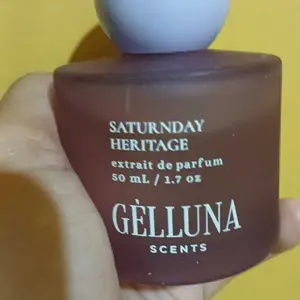 SATURNDAY
HERITAGE
extrait de parfum
50 mL / 1.7 oz
GÈLLUNA
SCENTS